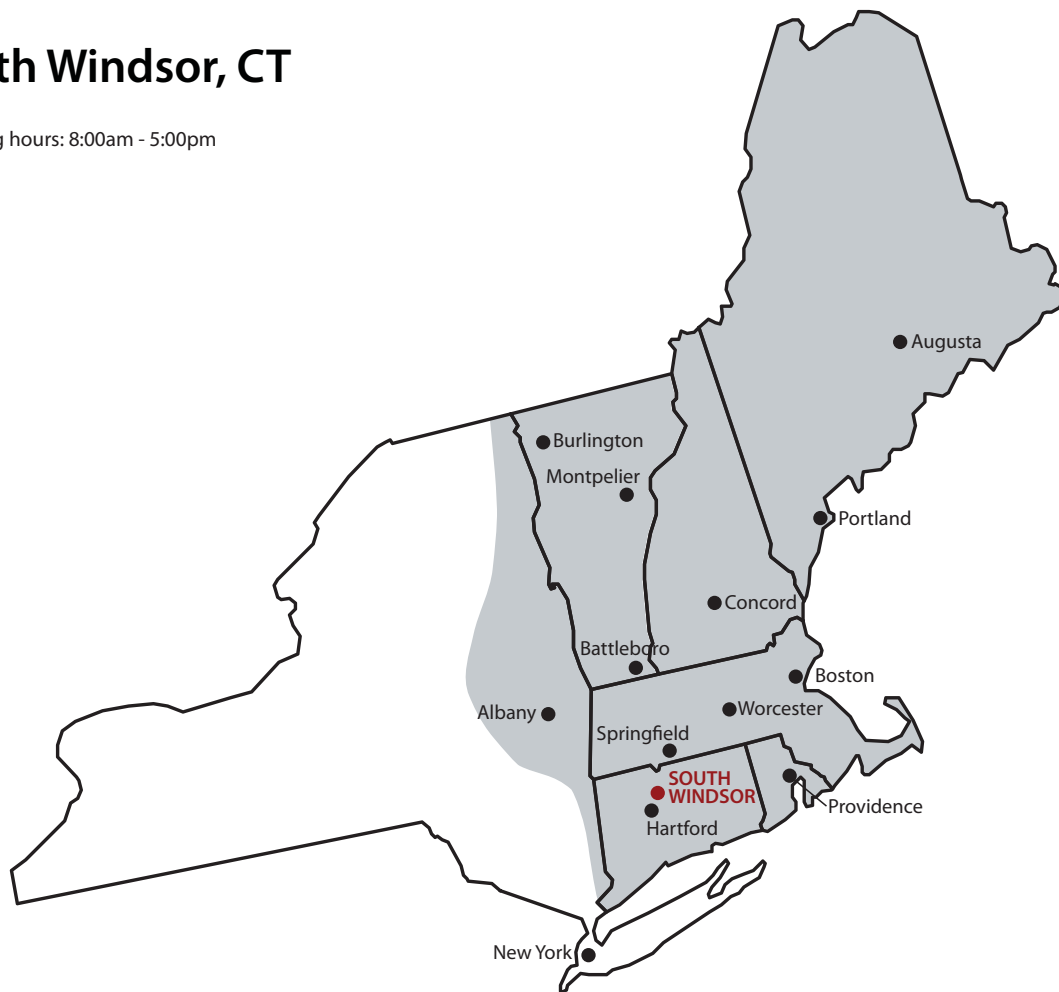 th Windsor, CT
g hours: 8:00am - 5:00pm
Augusta
Burlington
Montpelier
Portland
Concord
Battleboro
Boston
Albany
Worcester
Springfield
SOUTH
WINDSOR
Providence
Hartford
New York